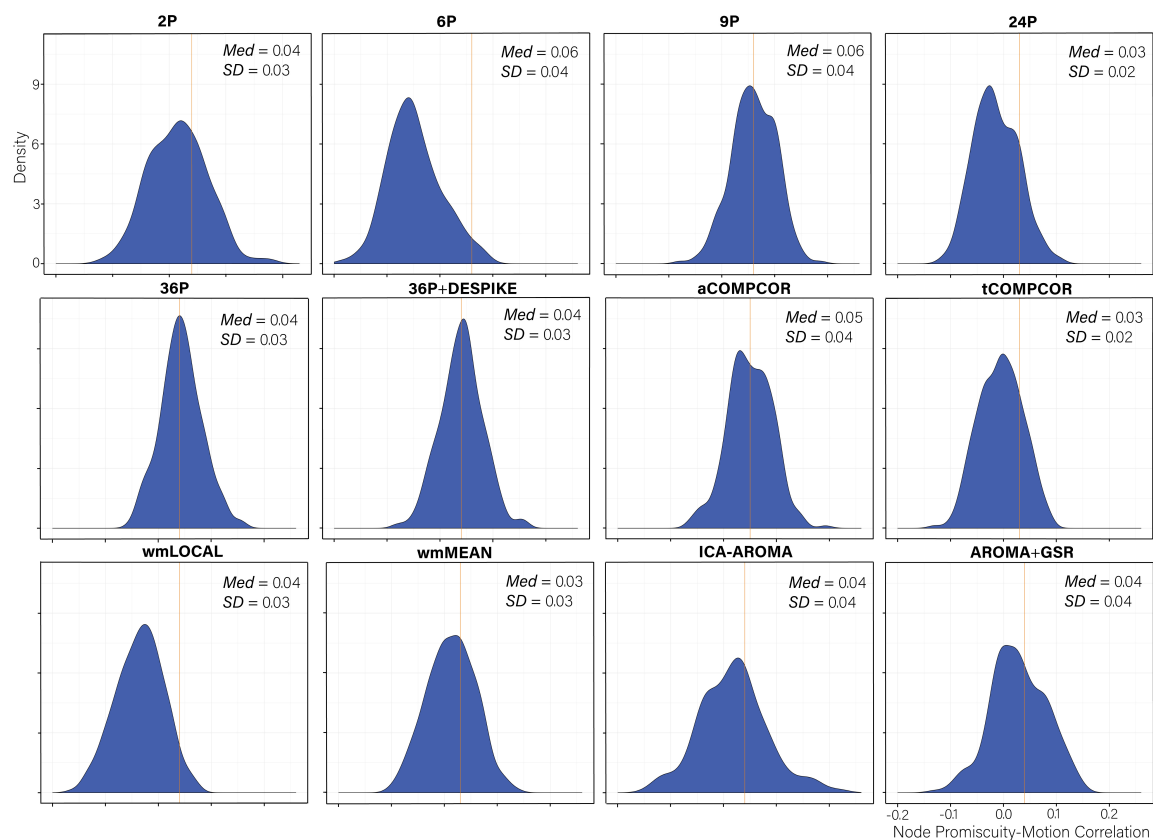 2P
6P
9P
24P
Med = 0.04
SD = 0.03
Med = 0.06
SD = 0.04
Med = 0.06
SD = 0.04
Med = 0.03
SD = 0.02
9
6
3
0
Density
36P
36P+DESPIKE
aCOMPCOR
tCOMPCOR
Med = 0.04
SD = 0.03
Med = 0.04
SD = 0.03
Med = 0.05
SD = 0.04
Med = 0.03
SD = 0.02
wmLOCAL
wmMEAN
ICA-AROMA
AROMA+GSR
Med = 0.04
SD = 0.03
Med = 0.03
SD = 0.03
Med = 0.04
SD = 0.04
Med = 0.04
SD = 0.04
-0.2 -0.1 0.0 0.1 0.2
Node Promiscuity-Motion Correlation